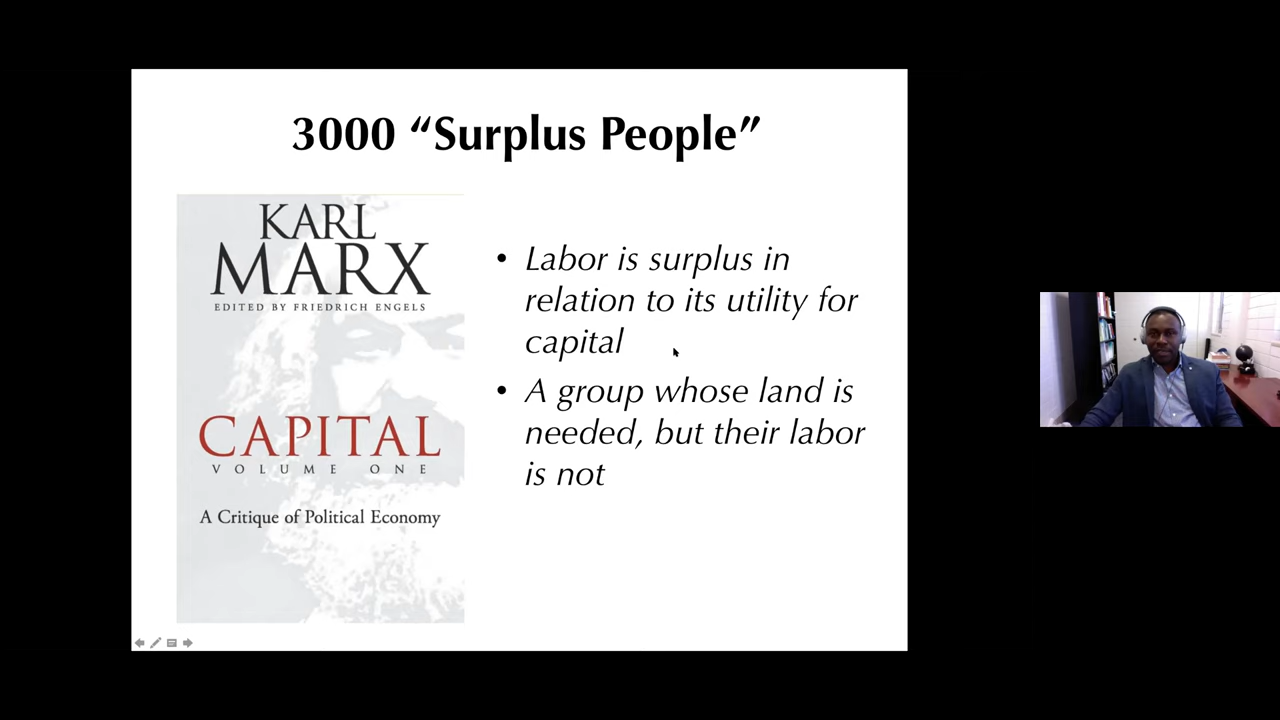 3000 “Surplus People”
KARL
MARX
EDITED BY FRIEDRICH ENGELS
CAPITAL
VOLUME ONE
A Critique of Political Economy
• Labor is surplus in
relation to its utility for
capital
• A group whose land is
needed, but their labor
is not